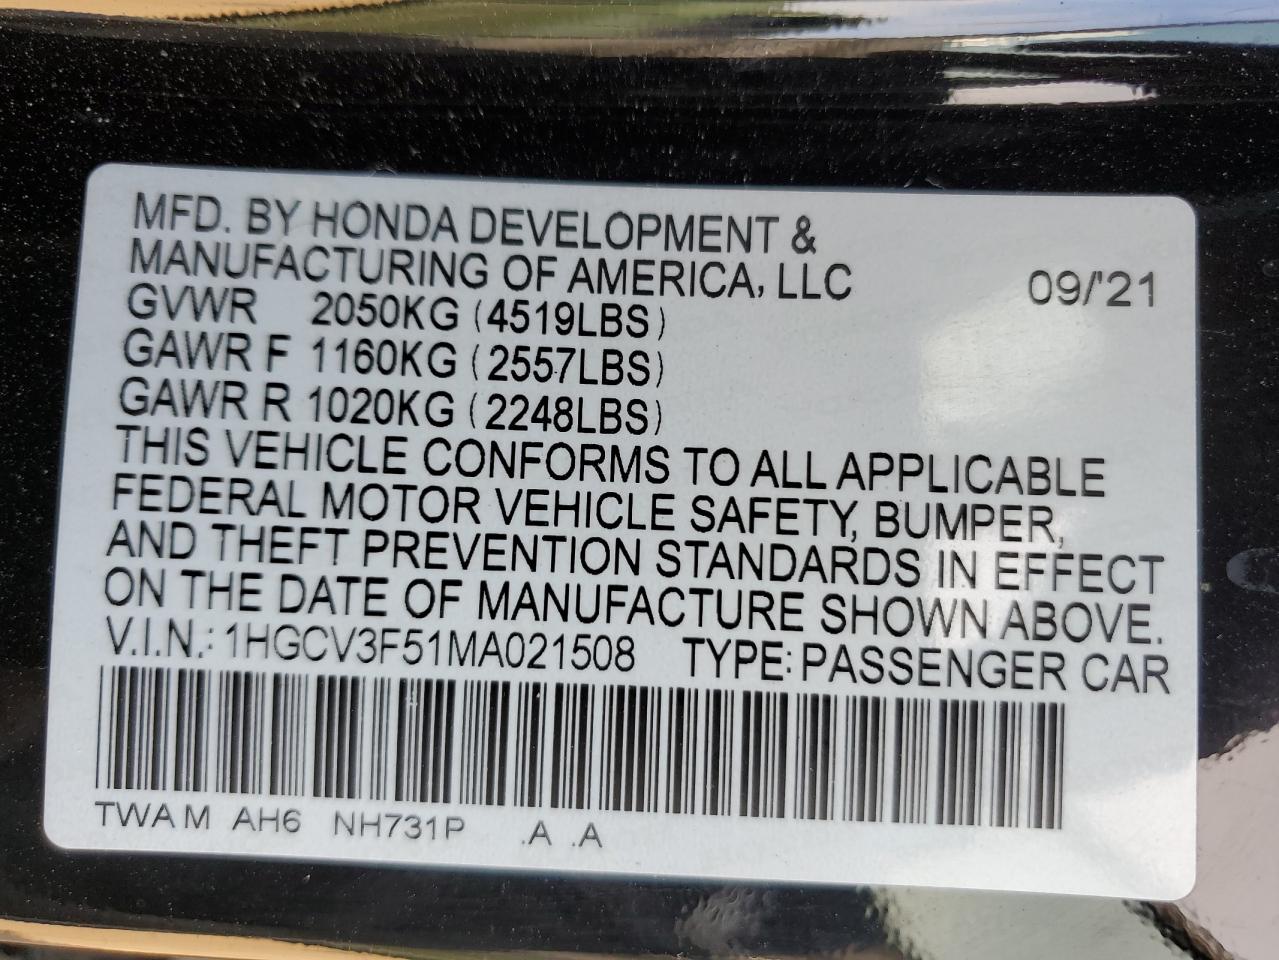 MFD. BY HONDA DEVELOPMENT &
MANUFACTURING OF AMERICA, LLC 09/'21
GVWR 2050KG (4519LBS)
GAWR F 1160KG (2557LBS)
GAWR R 1020KG (2248LBS)
THIS VEHICLE CONFORMS TO ALL APPLICABLE
FEDERAL MOTOR VEHICLE SAFETY, BUMPER,
AND THEFT PREVENTION STANDARDS IN EFFECT
ON THE DATE OF MANUFACTURE SHOWN ABOVE.
V.I.N.: 1HGCV3F51MA021508 TYPE: PASSENGER CAR
TWA M AH6 NH731P .A .A